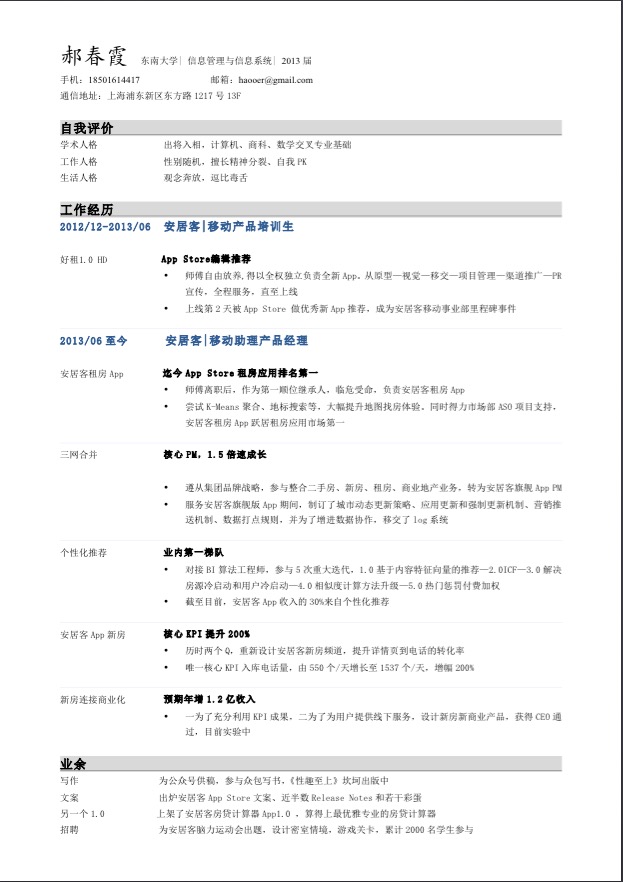 郝春霞 东南大学| 信息管理与信息系统| 2013 届
手机：18501614417 邮箱：haooer@gmail.com
通信地址：上海浦东新区东方路 1217 号 13F
自我评价
学术人格 出将入相，计算机、商科、数学交叉专业基础
工作人格 性别随机，擅长精神分裂、自我 PK
生活人格 观念奔放，逗比毒舌
工作经历
2012/12-2013/06 安居客|移动产品培训生
好租1.0 HD App Store编辑推荐
• 师傅自由放养,得以全权独立负责全新 App。从原型—视觉—移交—项目管理—渠道推广—PR
宣传，全程服务，直至上线
• 上线第 2 天被 App Store 做优秀新 App 推荐，成为安居客移动事业部里程碑事件
2013/06 至今 安居客|移动助理产品经理
安居客租房 App 迄今 App Store 租房应用排名第一
• 师傅离职后，作为第一顺位继承人，临危受命，负责安居客租房 App
• 尝试 K-Means 聚合、地标搜索等，大幅提升地图找房体验。同时得力市场部 ASO 项目支持，
安居客租房 App 跃居租房应用市场第一
三网合并 核心 PM，1.5 倍速成长
• 遵从集团品牌战略，参与整合二手房、新房、租房、商业地产业务，转为安居客旗舰 App PM
• 服务安居客旗舰版 App 期间，制订了城市动态更新策略、应用更新和强制更新机制、营销推
送机制、数据打点规则，并为了增进数据协作，移交了 log 系统
个性化推荐 业内第一梯队
• 对接 BI 算法工程师，参与 5 次重大迭代，1.0 基于内容特征向量的推荐—2.0ICF—3.0 解决
房源冷启动和用户冷启动—4.0 相似度计算方法升级—5.0 热门惩罚付费加权
• 截至目前，安居客 App 收入的 30%来自个性化推荐
安居客 App 新房 核心 KPI 提升 200%
• 历时两个 Q，重新设计安居客新房频道，提升详情页到电话的转化率
• 唯一核心 KPI 入库电话量，由 550 个/天增长至 1537 个/天，增幅 200%
新房连接商业化 预期年增 1.2 亿收入
• 一为了充分利用 KPI 成果，二为了为用户提供线下服务，设计新房新商业产品，获得 CEO 通
过，目前实验中
业余
写作 为公众号供稿，参与众包写书，《性趣至上》坎坷出版中
文案 出炉安居客 App Store 文案、近半数 Release Notes 和若干彩蛋
另一个 1.0 上架了安居客房贷计算器 App1.0 ，算得上最优雅专业的房贷计算器
招聘 为安居客脑力运动会出题，设计密室情境，游戏关卡，累计 2000 名学生参与